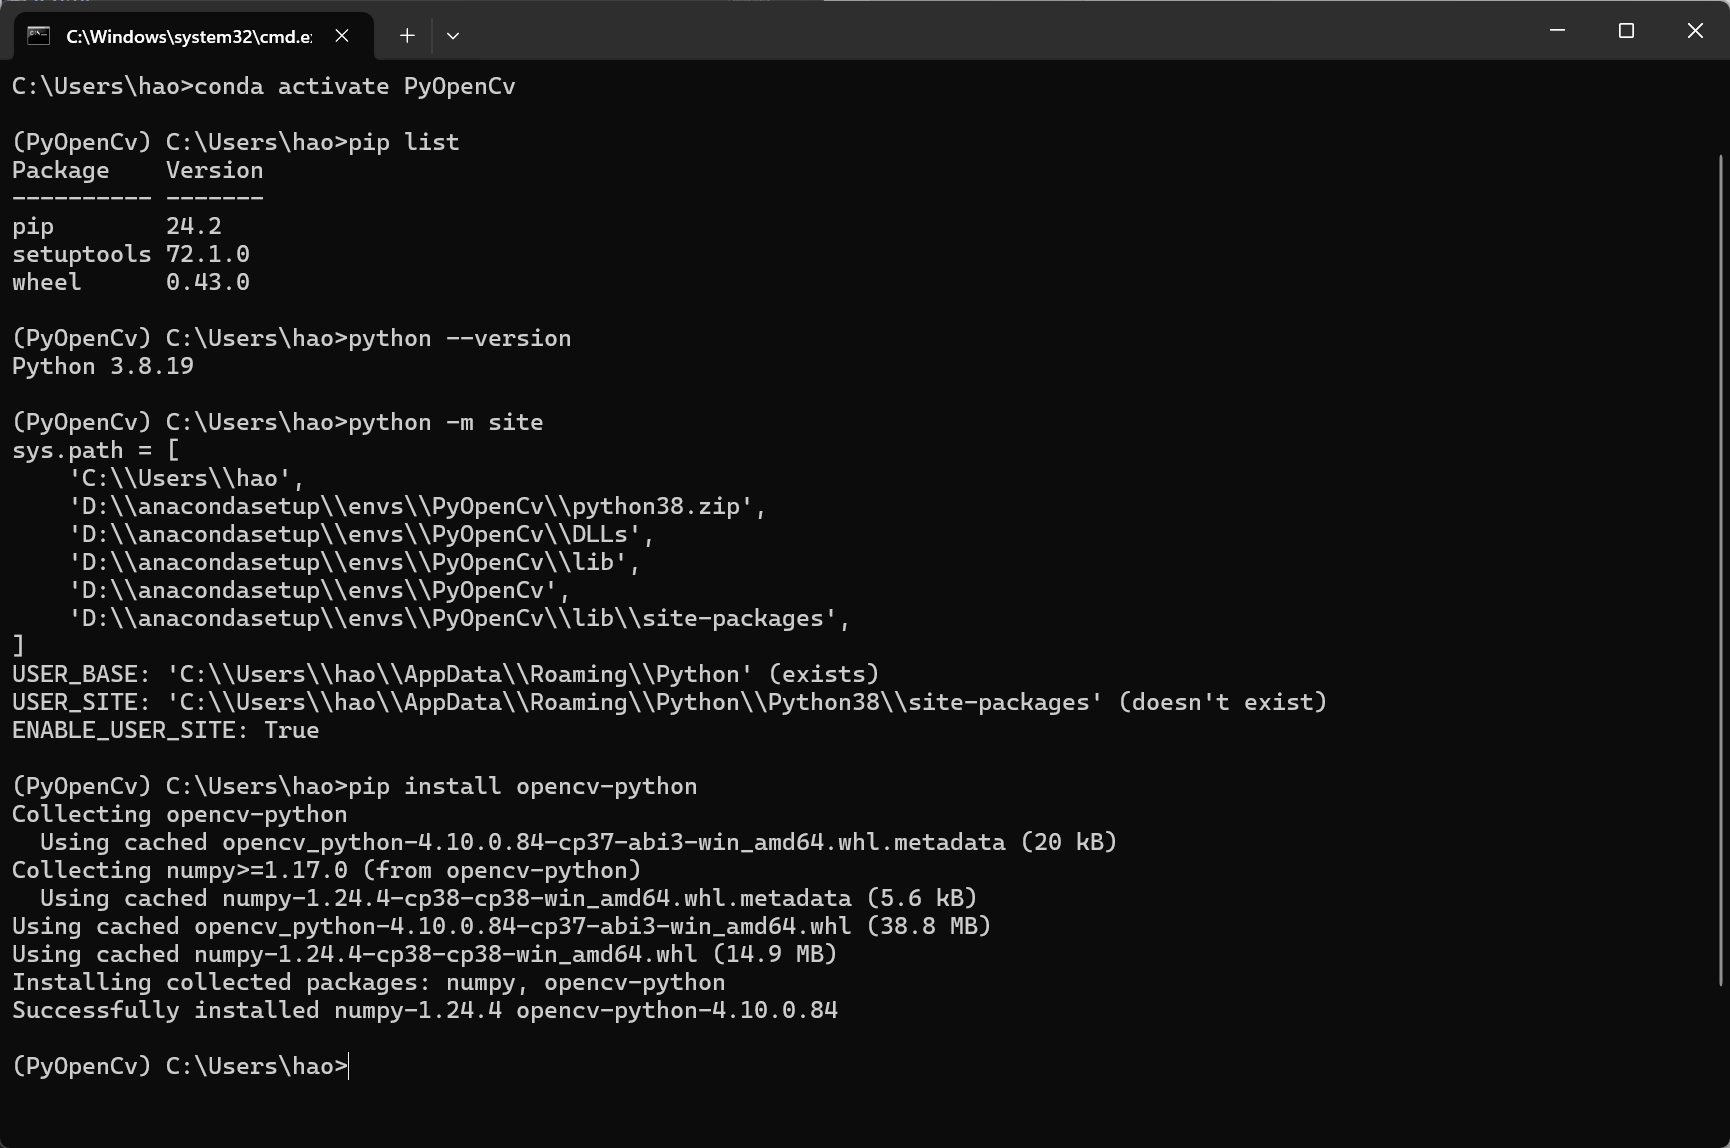 C:\Windows\system32\cmd.e
C:\Users\hao>conda activate PyOpenCv
(PyOpenCv) C:\Users\hao>pip list
Package    Version
---------- -------
pip        24.2
setuptools 72.1.0
wheel      0.43.0
(PyOpenCv) C:\Users\hao>python --version
Python 3.8.19
(PyOpenCv) C:\Users\hao>python -m site
sys.path = [
    'C:\\Users\\hao',
    'D:\\anacondasetup\\envs\\PyOpenCv\\python38.zip',
    'D:\\anacondasetup\\envs\\PyOpenCv\\DLLs',
    'D:\\anacondasetup\\envs\\PyOpenCv\\lib',
    'D:\\anacondasetup\\envs\\PyOpenCv',
    'D:\\anacondasetup\\envs\\PyOpenCv\\lib\\site-packages',
]
USER_BASE: 'C:\\Users\\hao\\AppData\\Roaming\\Python' (exists)
USER_SITE: 'C:\\Users\\hao\\AppData\\Roaming\\Python\\Python38\\site-packages' (doesn't exist)
ENABLE_USER_SITE: True
(PyOpenCv) C:\Users\hao>pip install opencv-python
Collecting opencv-python
  Using cached opencv_python-4.10.0.84-cp37-abi3-win_amd64.whl.metadata (20 kB)
Collecting numpy>=1.17.0 (from opencv-python)
  Using cached numpy-1.24.4-cp38-cp38-win_amd64.whl.metadata (5.6 kB)
Using cached opencv_python-4.10.0.84-cp37-abi3-win_amd64.whl (38.8 MB)
Using cached numpy-1.24.4-cp38-cp38-win_amd64.whl (14.9 MB)
Installing collected packages: numpy, opencv-python
Successfully installed numpy-1.24.4 opencv-python-4.10.0.84
(PyOpenCv) C:\Users\hao>